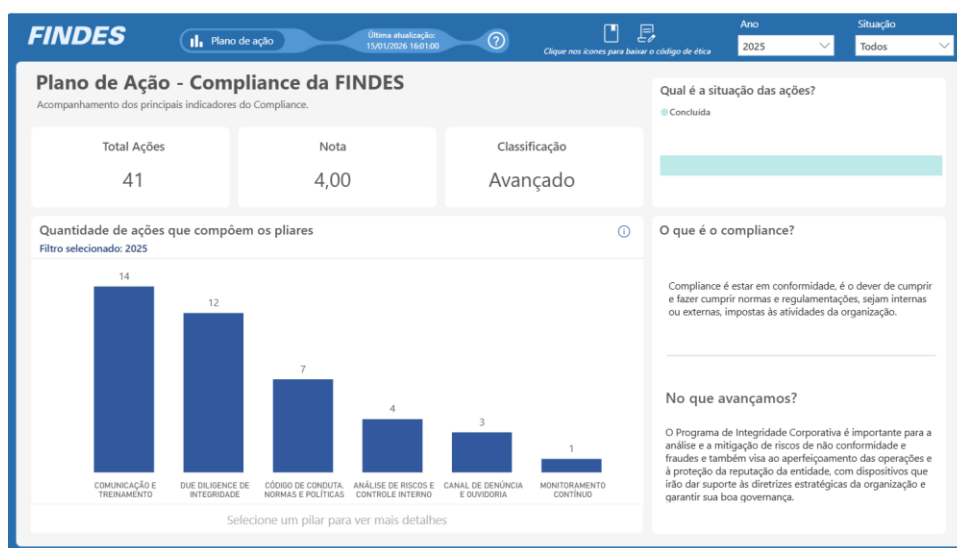 FINDES
Plano de ação
Última atualização:
15/01/2026 16:01:00
?
Clique nos ícones para baixar o código de ética
Ano
2025
Situação
Todos
Plano de Ação - Compliance da FINDES
Acompanhamento dos principais indicadores do Compliance.
Total Ações
41
Nota
4,00
Classificação
Avançado
Qual é a situação das ações?
Concluída
Quantidade de ações que compôem os pliares
Filtro selecionado: 2025
14
12
7
4
3
1
COMUNICAÇÃO E
TREINAMENTO
DUE DILIGENCE DE
INTEGRIDADE
CÓDIGO DE CONDUTA,
NORMAS E POLÍTICAS
ANÁLISE DE RISCOS E
CONTROLE INTERNO
CANAL DE DENÚNCIA
E OUVIDORIA
MONITORAMENTO
CONTÍNUO
Selecione um pilar para ver mais detalhes
O que é o compliance?
Compliance é estar em conformidade, é o dever de cumprir
e fazer cumprir normas e regulamentações, sejam internas
ou externas, impostas às atividades da organização.
No que avançamos?
O Programa de Integridade Corporativa é importante para a
análise e a mitigação de riscos de não conformidade e
fraudes e também visa ao aperfeiçoamento das operações e
à proteção da reputação da entidade, com dispositivos que
irão dar suporte às diretrizes estratégicas da organização e
garantir sua boa governança.